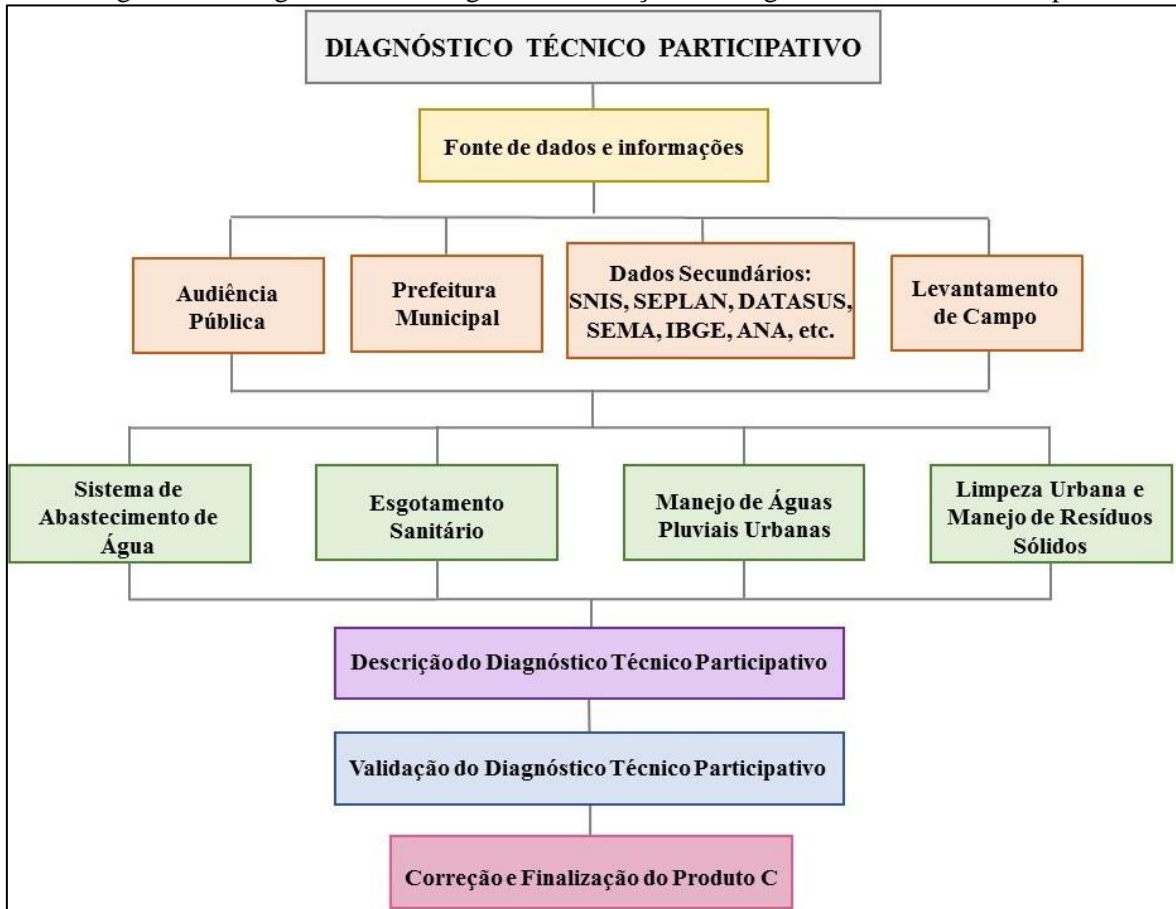 DIAGNÓSTICO TÉCNICO PARTICIPATIVO
Fonte de dados e informações
Audiência
Pública
Prefeitura
Municipal
Dados Secundários:
SNIS, SEPLAN, DATASUS,
SEMA, IBGE, ANA, etc.
Levantamento
de Campo
Sistema de
Abastecimento de
Água
Esgotamento
Sanitário
Manejo de Águas
Pluviais Urbanas
Limpeza Urbana e
Manejo de Resíduos
Sólidos
Descrição do Diagnóstico Técnico Participativo
Validação do Diagnóstico Técnico Participativo
Correção e Finalização do Produto C